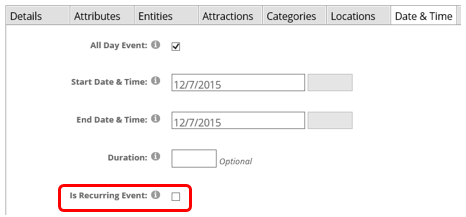 Details Attributes Entities Attractions Categories Locations Date & Time
All Day Event:
Start Date & Time: 12/7/2015
End Date & Time: 12/7/2015
Duration: Optional
Is Recurring Event: